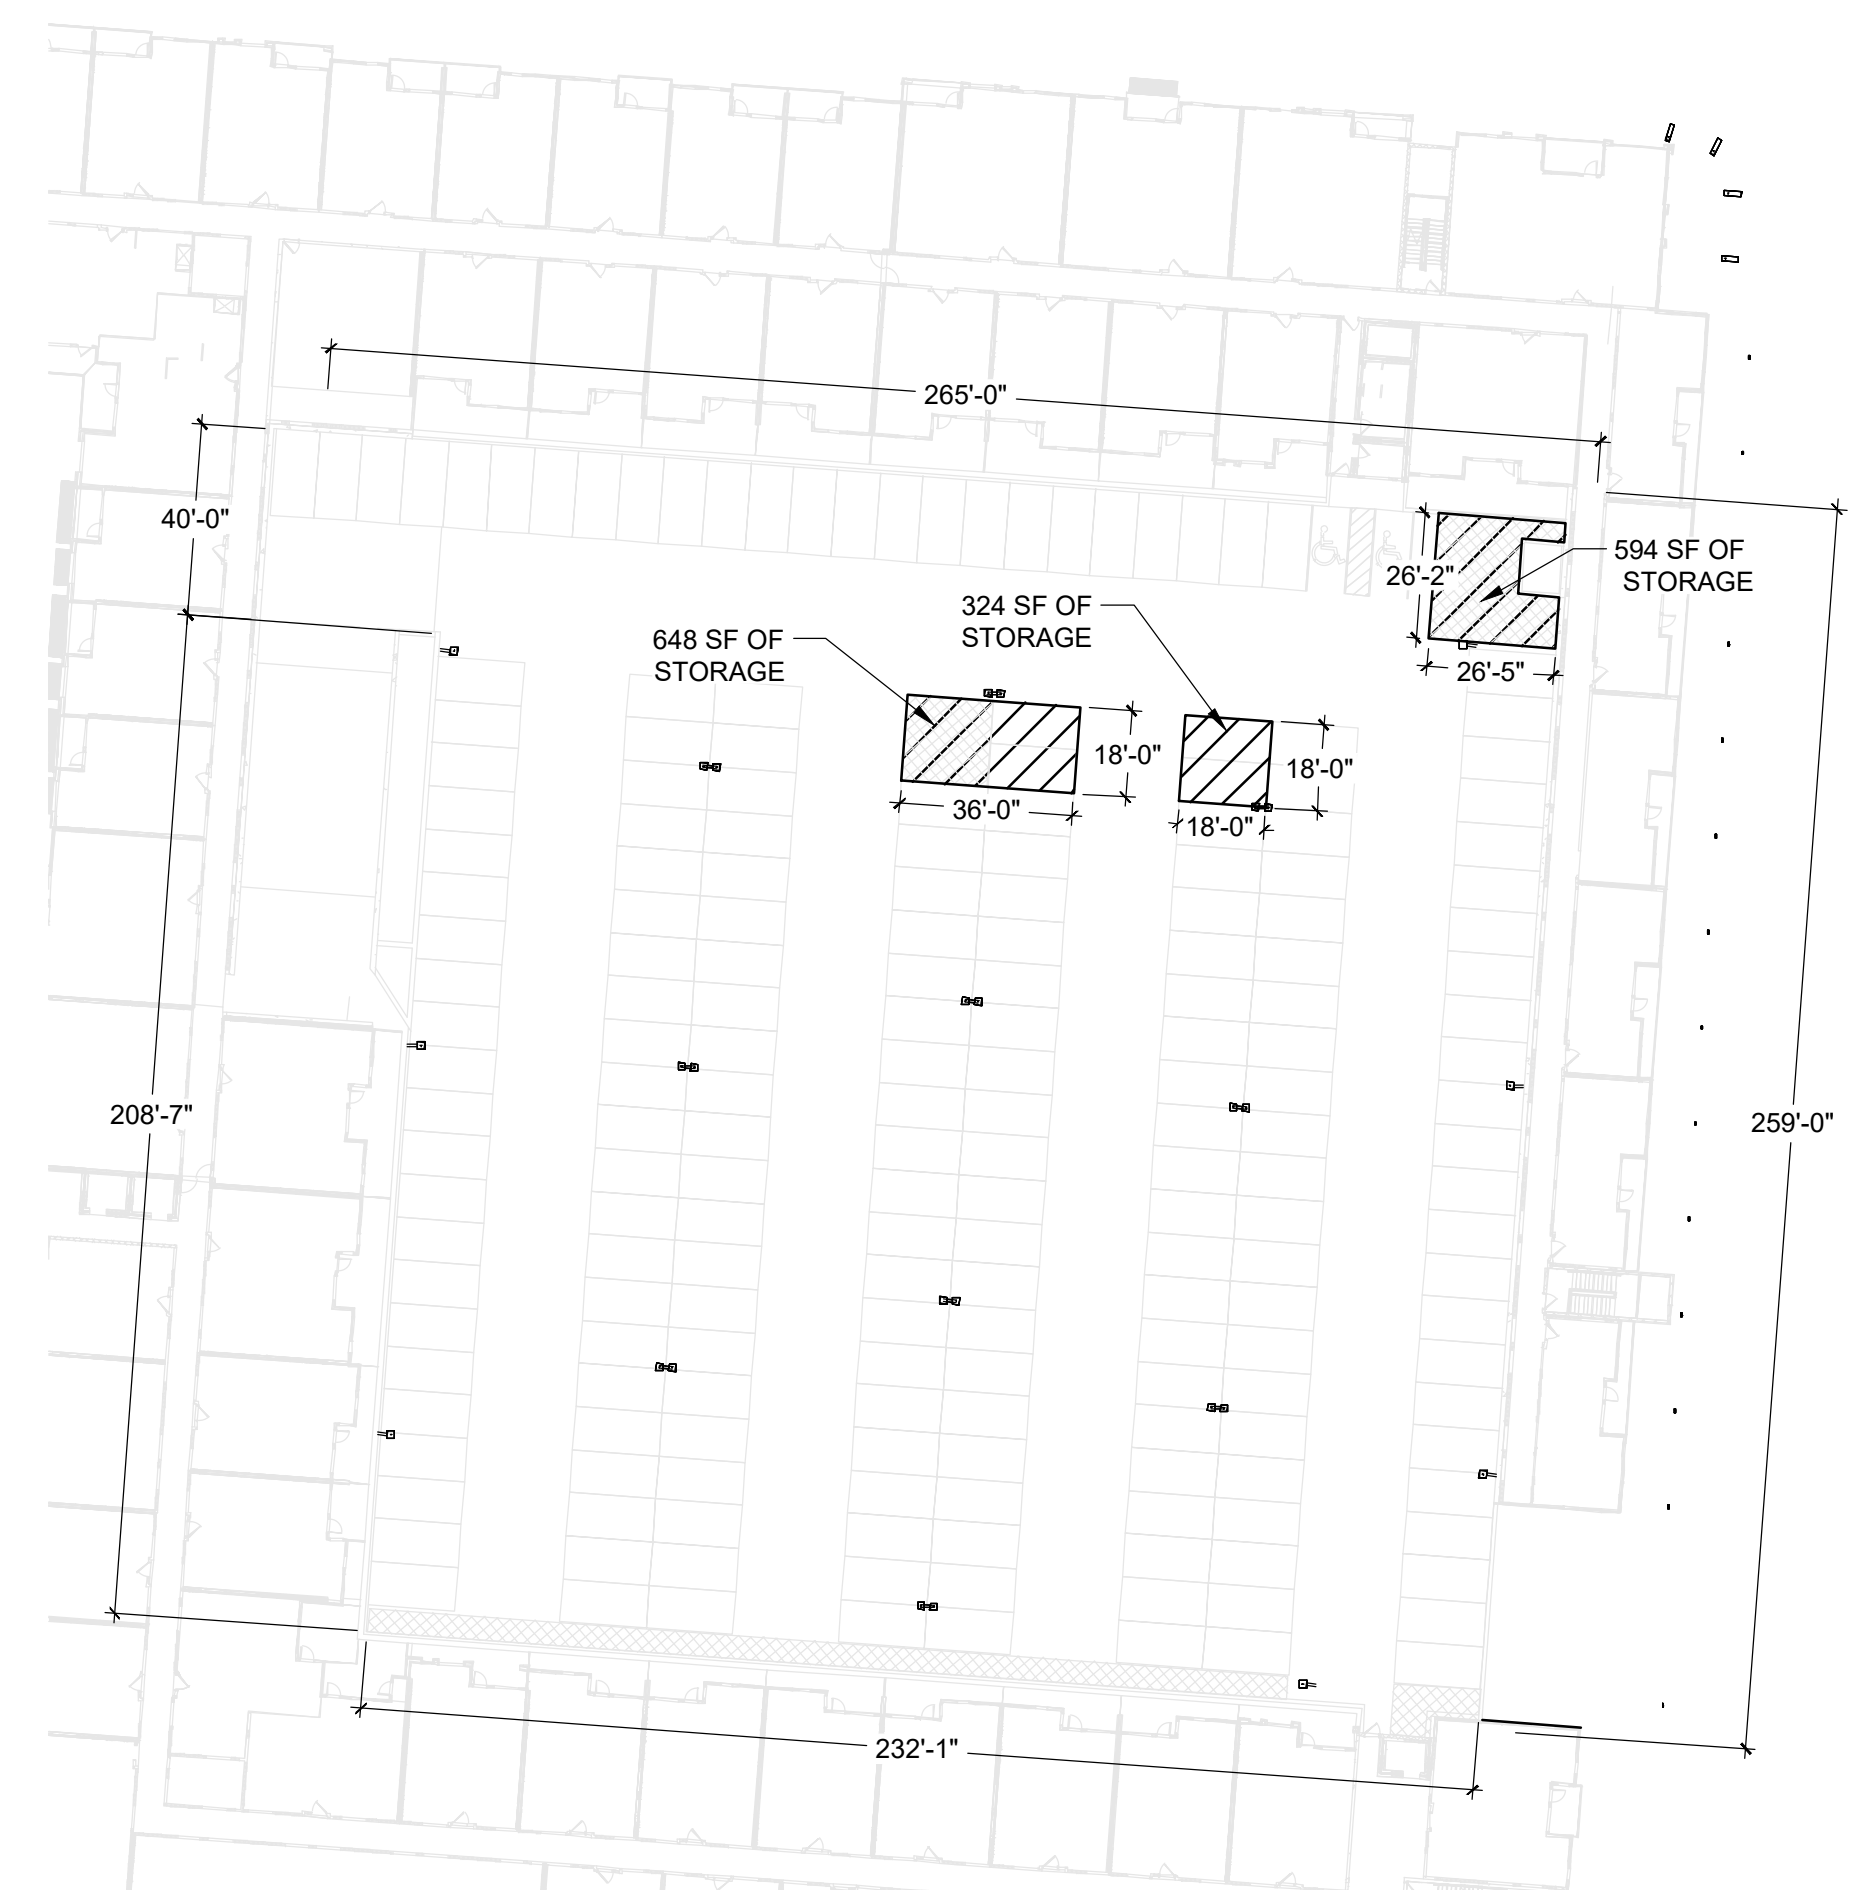 265'-0"
40'-0"
26'-2"
594 SF OF
STORAGE
324 SF OF
STORAGE
648 SF OF
STORAGE
26'-5"
18'-0"
18'-0"
36'-0"
18'-0"
208'-7"
259'-0"
232'-1"